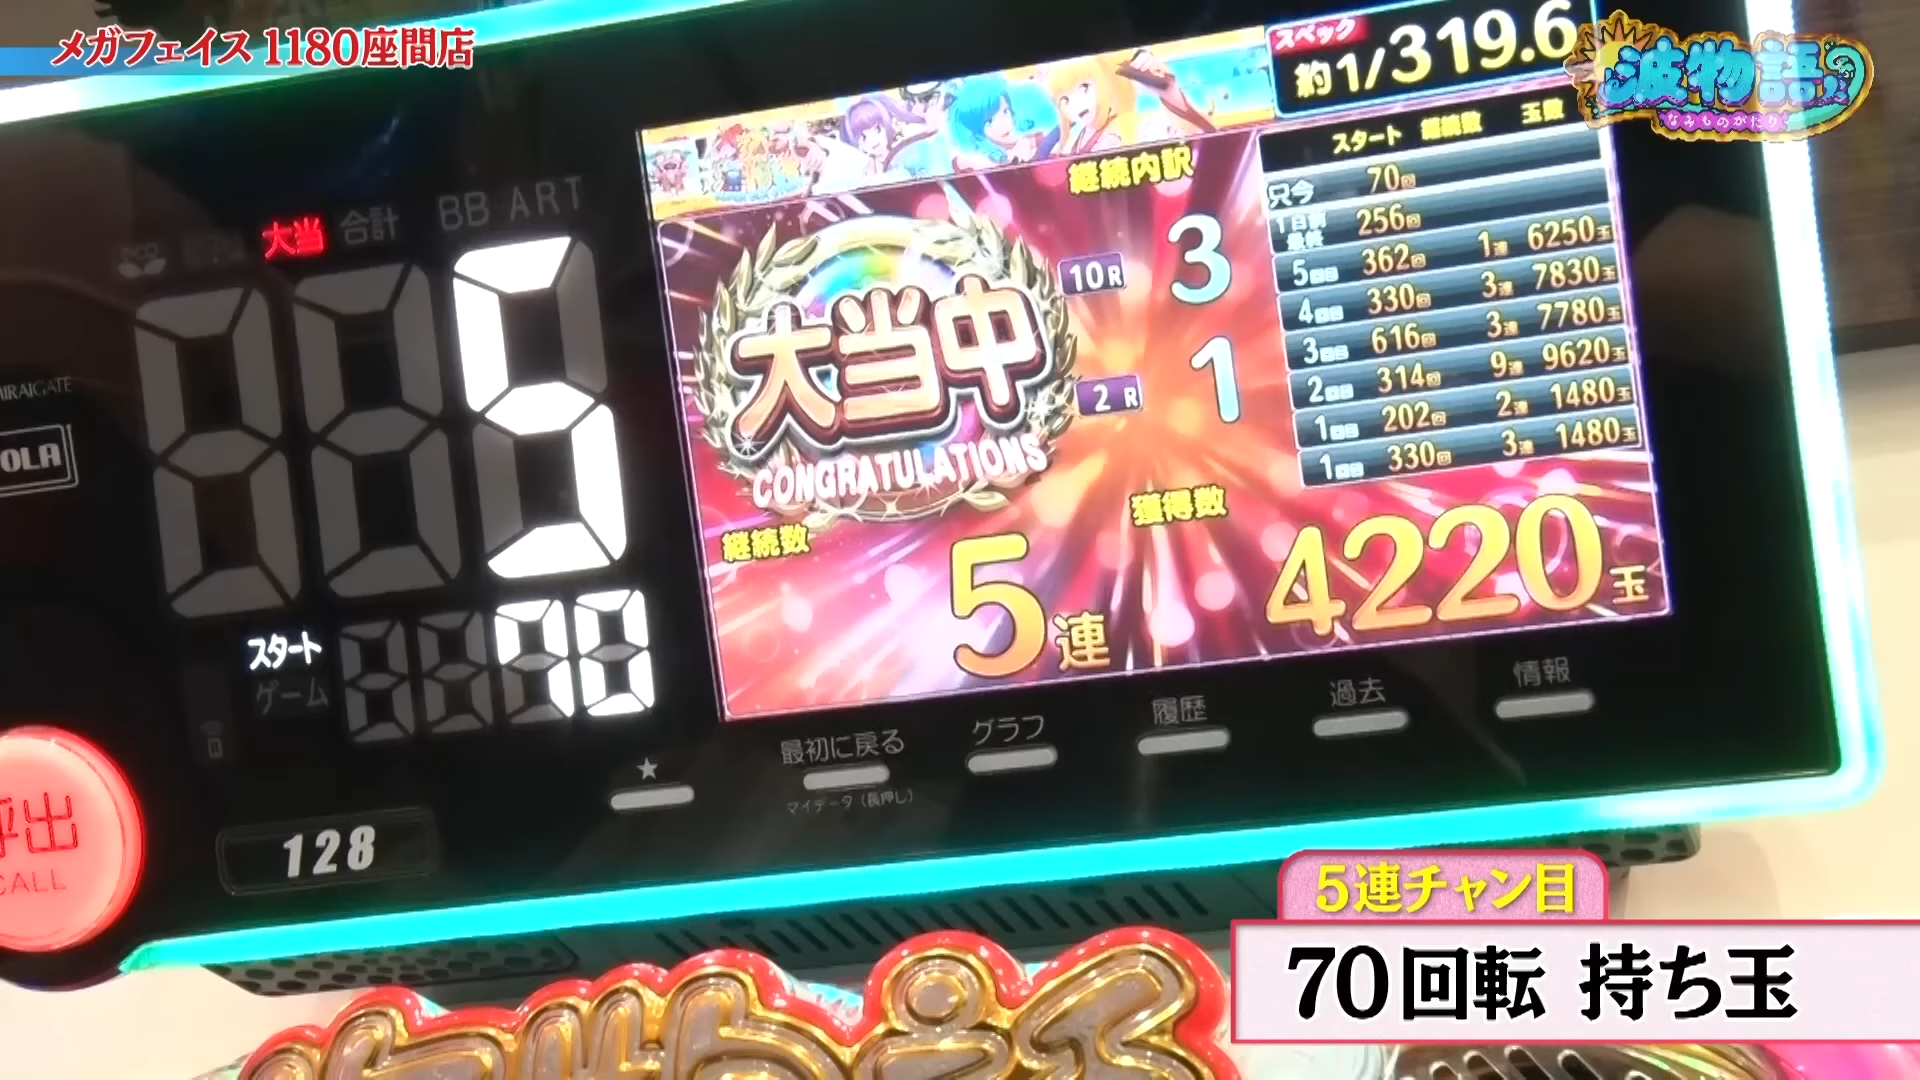 メガフェイス1180座間店
波物語
なみものがたり
スペック
約1/319.6
大当 合計 BB ART
継続内訳
スタート 継続数 玉数
只今 70回
1日前最終 256回
5回目 362回 1連 6250玉
4回目 330回 3連 7830玉
3回目 616回 3連 7780玉
2回目 314回 9連 9620玉
1回目 202回 2連 1480玉
1回目 330回 3連 1480玉
10R 3
2R 1
大当中
CONGRATULATIONS
継続数
5連
獲得数
4220玉
5
スタート
ゲーム
70
★
最初に戻る
マイデータ(長押し)
グラフ
履歴
過去
情報
呼出
CALL
128
5連チャン目
70回転 持ち玉